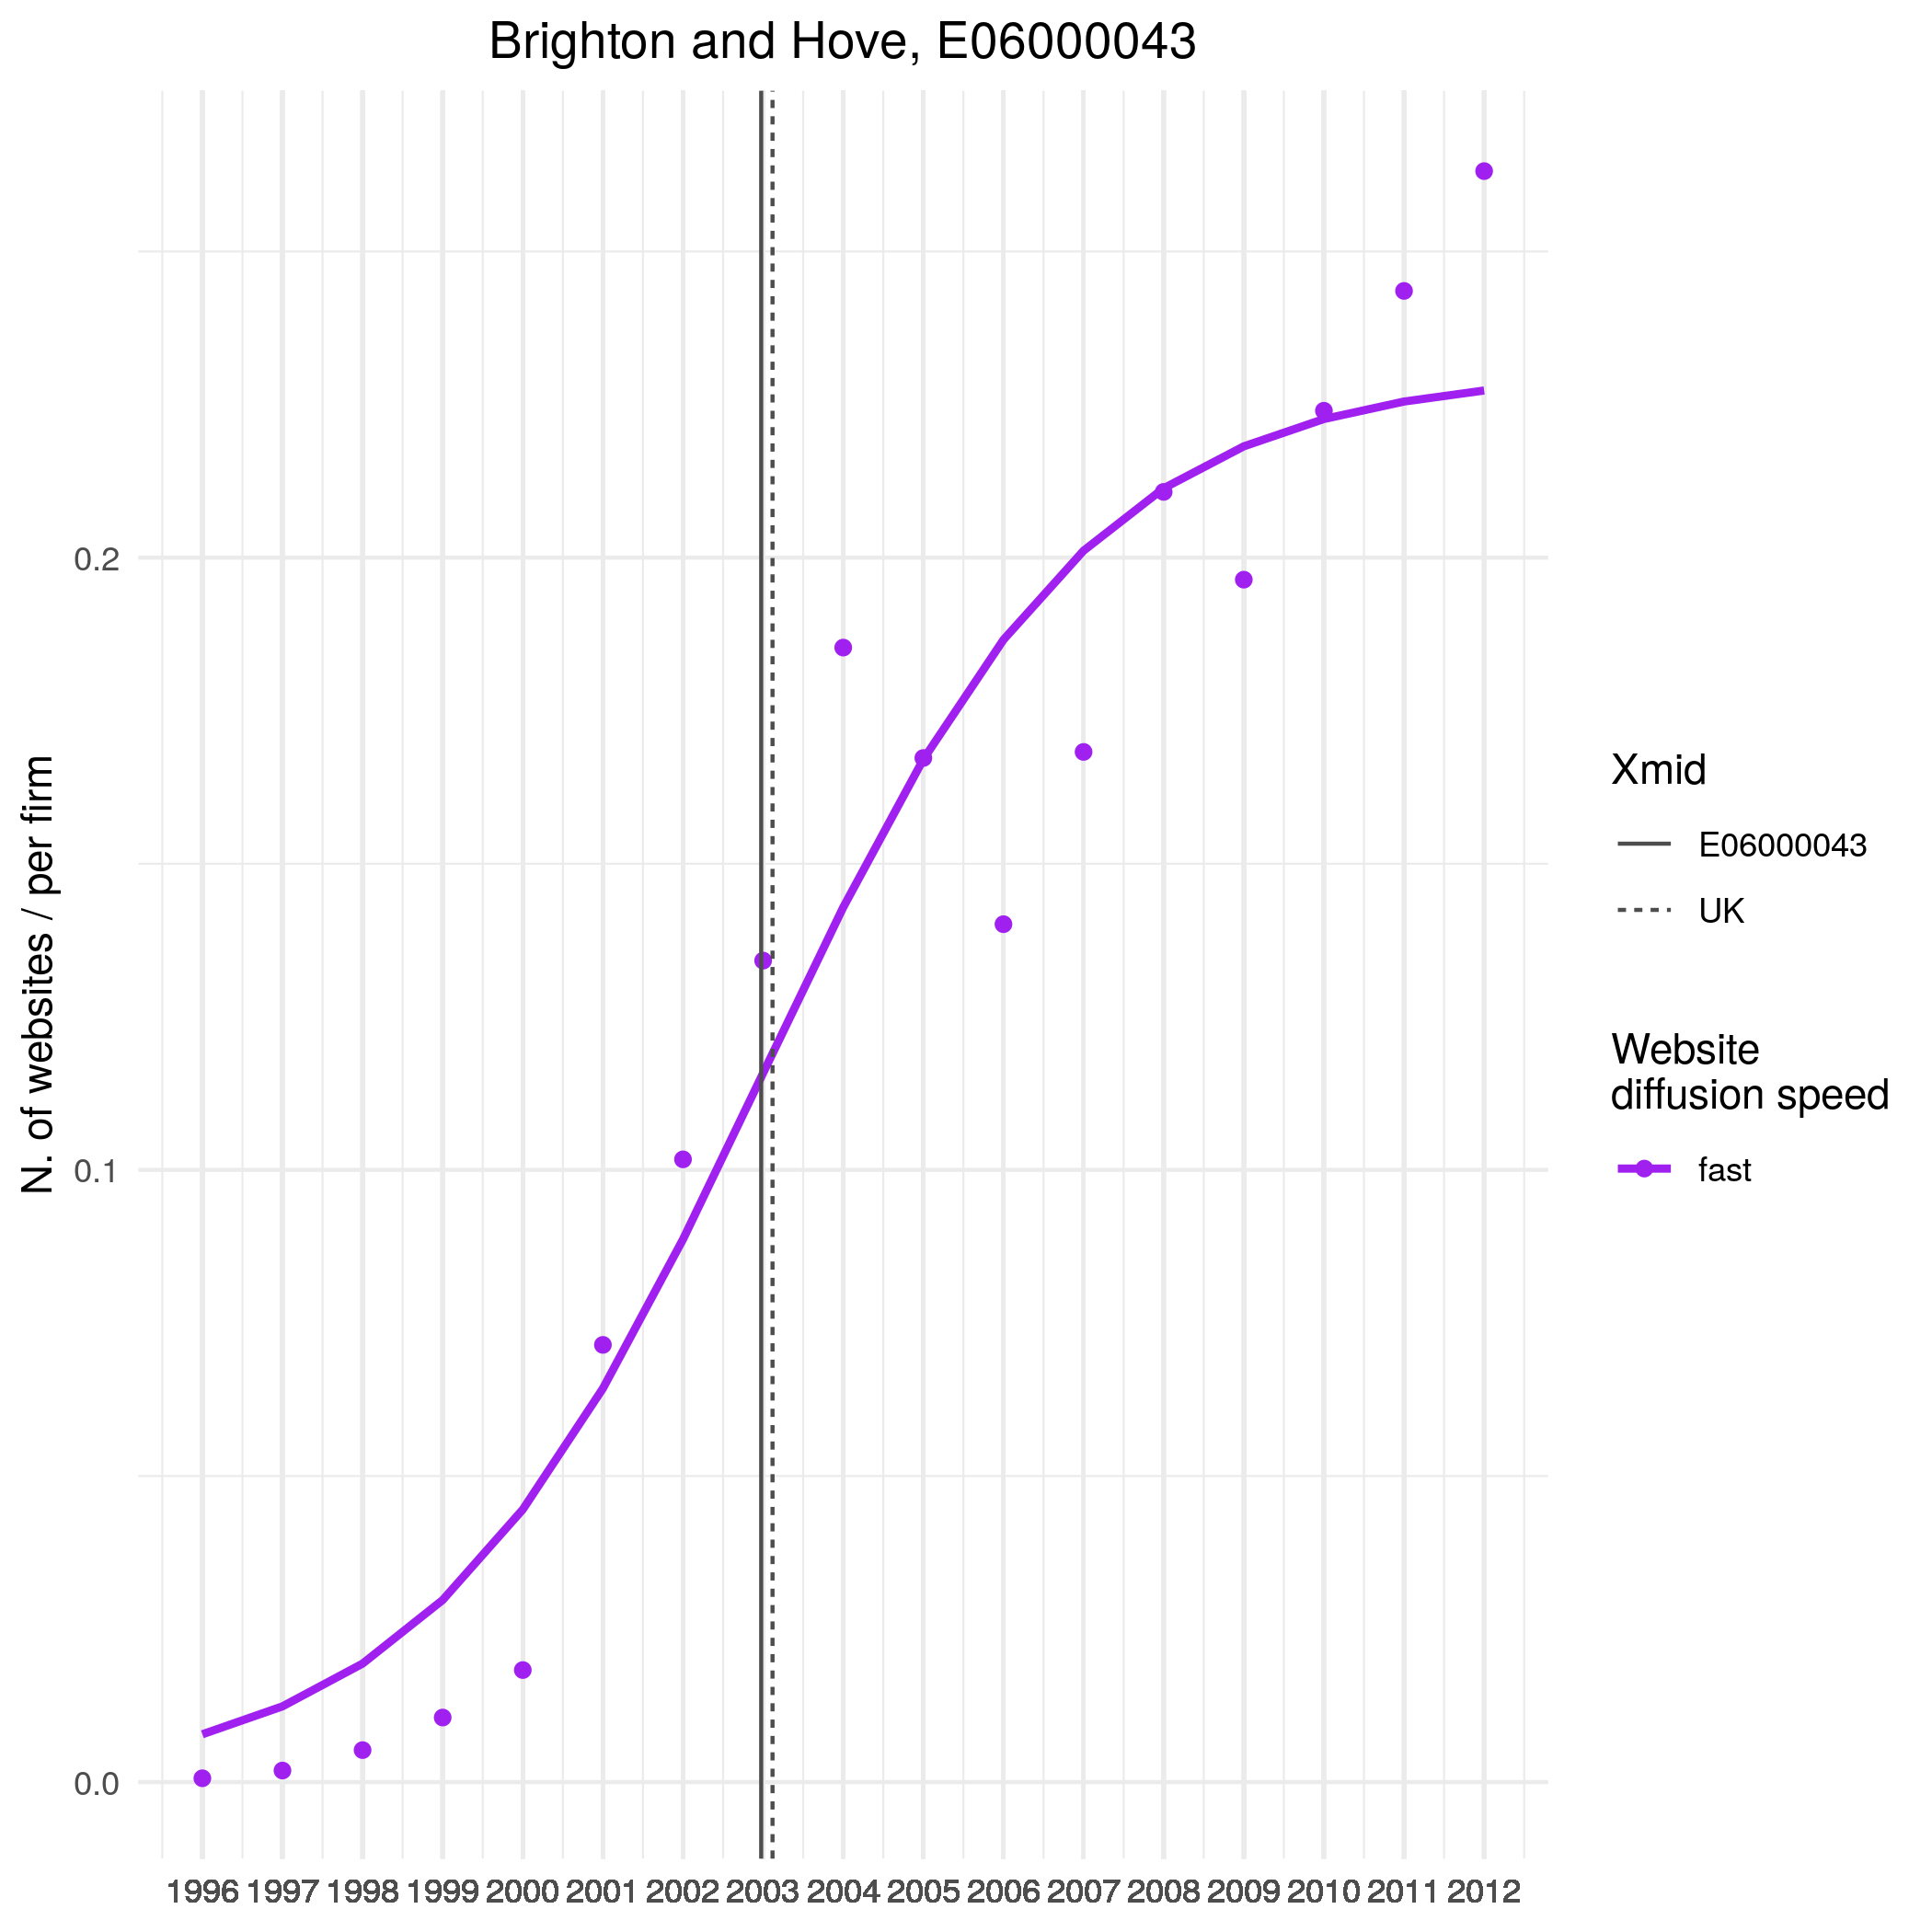 Brighton and Hove, E06000043
N. of websites / per firm
0.2
0.1
0.0
1996 1997 1998 1999 2000 2001 2002 2003 2004 2005 2006 2007 2008 2009 2010 2011 2012
Xmid
E06000043
UK
Website
diffusion speed
fast